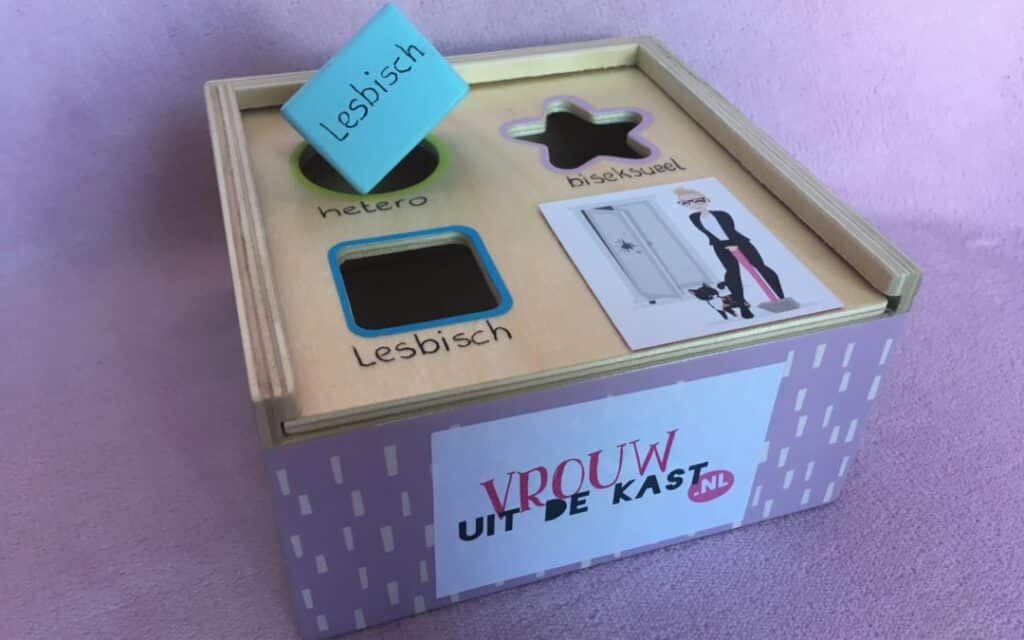 Lesbisch
hetero
biseksueel
Lesbisch
VROUW
UIT DE KAST.NL